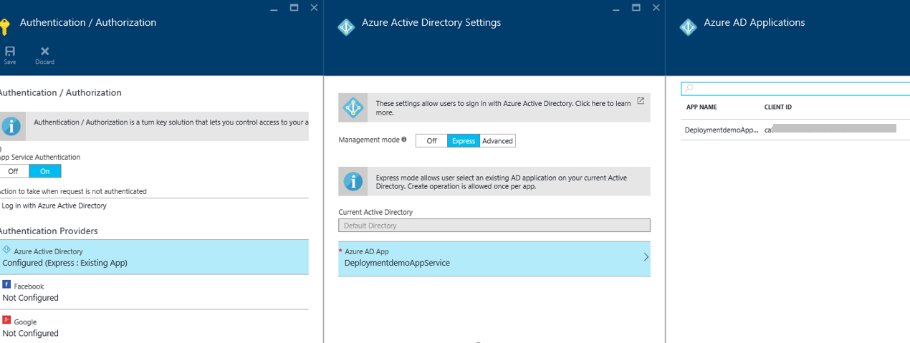 Authentication / Authorization
Save
Discard
Authentication / Authorization
Authentication / Authorization is a turn key solution that lets you control access to your a
App Service Authentication
Off
On
Action to take when request is not authenticated
Log in with Azure Active Directory
Authentication Providers
Azure Active Directory
Configured (Express : Existing App)
Facebook
Not Configured
Google
Not Configured
Azure Active Directory Settings
These settings allow users to sign in with Azure Active Directory. Click here to learn
more.
Management mode
Off
Express
Advanced
Express mode allows user select an existing AD application on your current Active
Directory. Create operation is allowed once per app.
Current Active Directory
Default Directory
* Azure AD App
DeploymentdemoAppService
Azure AD Applications
APP NAME
CLIENT ID
DeploymentdemoApp...